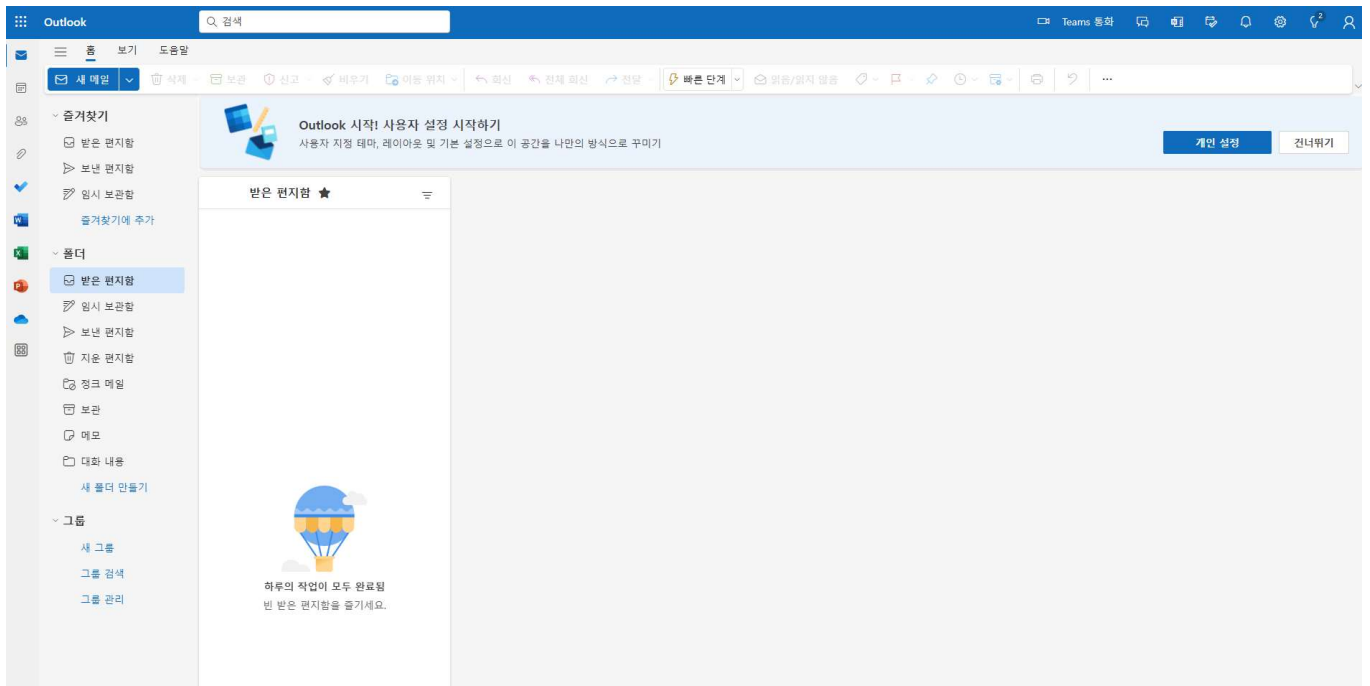 Outlook
검색
Teams 통화
2
홈 보기 도움말
새 메일 삭제 보관 신고 비우기 이동 위치 회신 전체 회신 전달 빠른 단계 읽음/읽지 않음
즐겨찾기
받은 편지함
보낸 편지함
임시 보관함
즐겨찾기에 추가
폴더
받은 편지함
임시 보관함
보낸 편지함
지운 편지함
정크 메일
보관
메모
대화 내용
새 폴더 만들기
그룹
새 그룹
그룹 검색
그룹 관리
Outlook 시작! 사용자 설정 시작하기
사용자 지정 테마, 레이아웃 및 기본 설정으로 이 공간을 나만의 방식으로 꾸미기
개인 설정 건너뛰기
받은 편지함
하루의 작업이 모두 완료됨
빈 받은 편지함을 즐기세요.